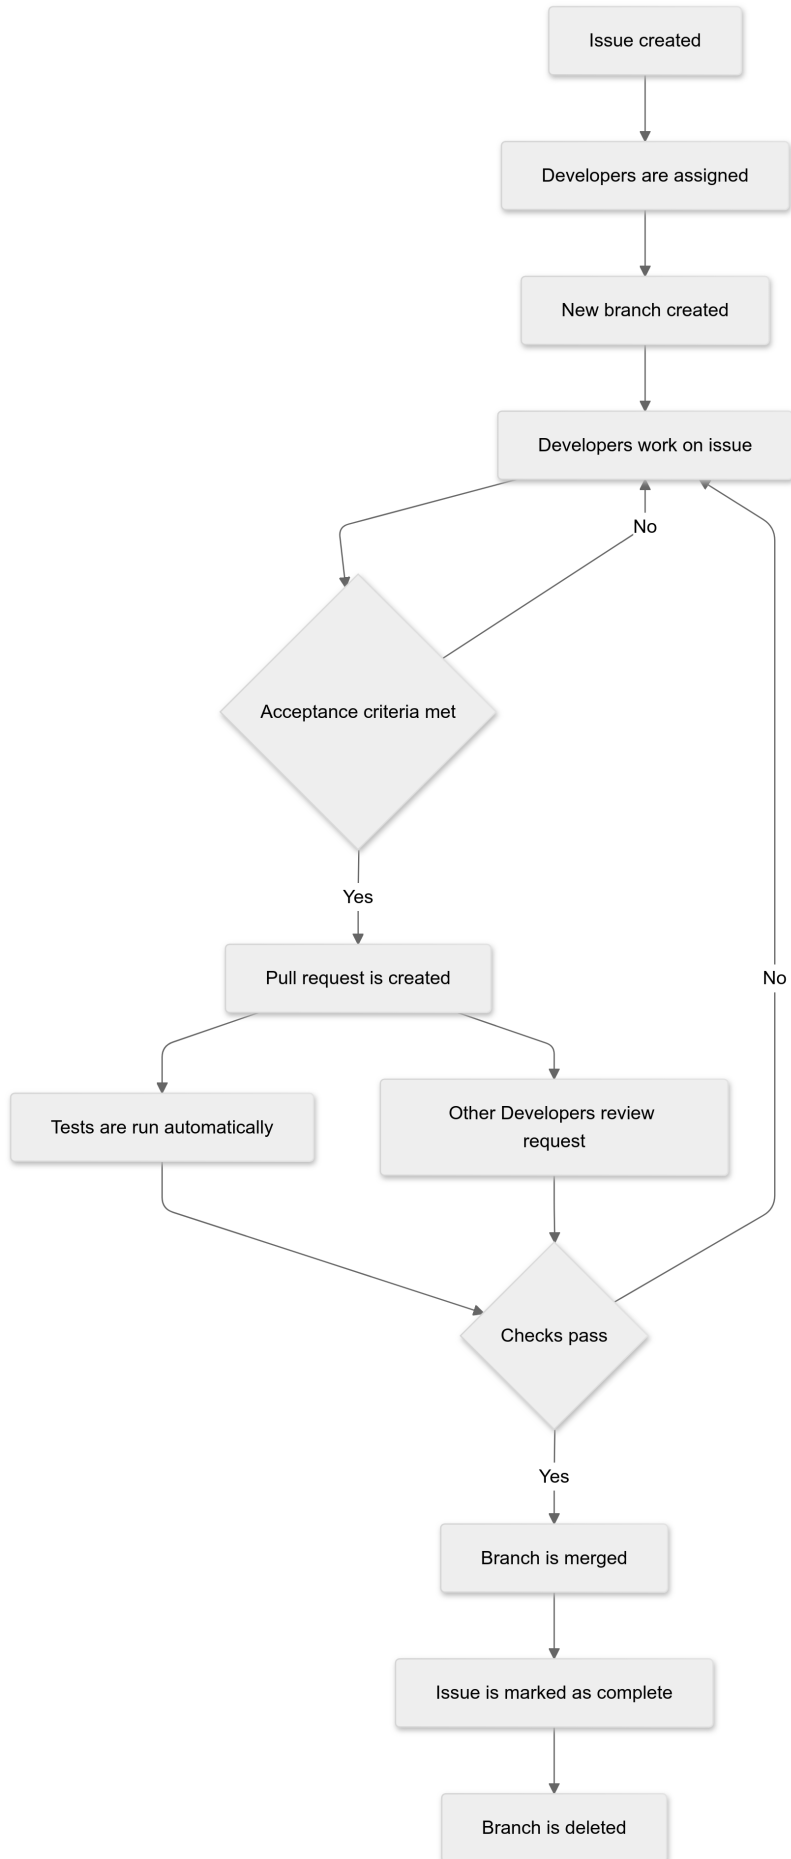 Issue created
Developers are assigned
New branch created
Developers work on issue
No
Acceptance criteria met
Yes
Pull request is created
No
Tests are run automatically
Other Developers review
request
Checks pass
Yes
Branch is merged
Issue is marked as complete
Branch is deleted